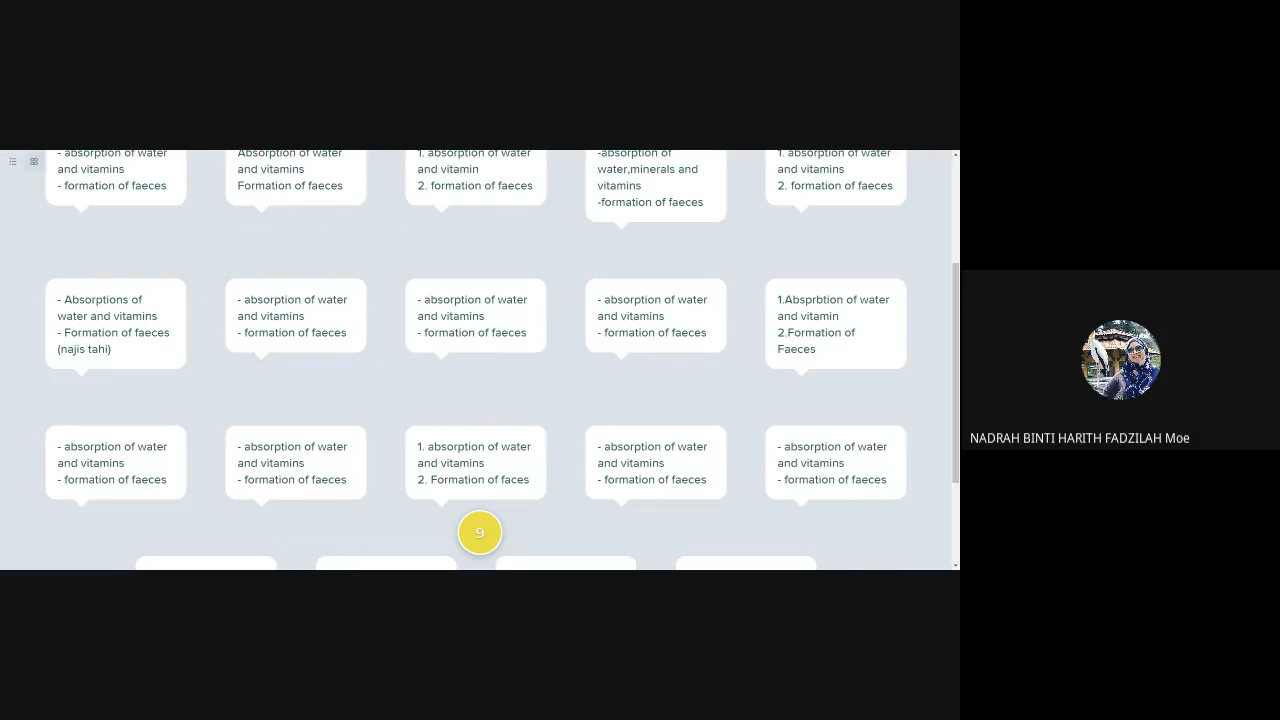 - absorption of water
and vitamins
- formation of faeces
Absorption of water
and vitamins
Formation of faeces
1. absorption of water
and vitamin
2. formation of faeces
-absorption of
water,minerals and
vitamins
-formation of faeces
1. absorption of water
and vitamins
2. formation of faeces
- Absorptions of
water and vitamins
- Formation of faeces
(najis tahi)
- absorption of water
and vitamins
- formation of faeces
- absorption of water
and vitamins
- formation of faeces
- absorption of water
and vitamins
- formation of faeces
1.Absprbtion of water
and vitamin
2.Formation of
Faeces
- absorption of water
and vitamins
- formation of faeces
- absorption of water
and vitamins
- formation of faeces
1. absorption of water
and vitamins
2. Formation of faces
- absorption of water
and vitamins
- formation of faeces
- absorption of water
and vitamins
- formation of faeces
9
NADRAH BINTI HARITH FADZILAH Moe